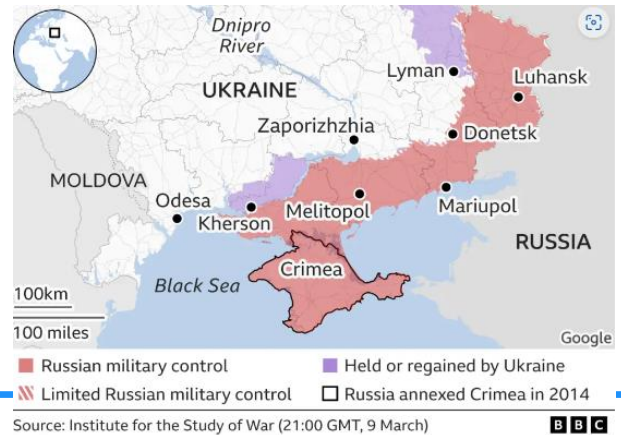 Dnipro
River
Lyman
Luhansk
UKRAINE
Zaporizhzhia
Donetsk
MOLDOVA
Odesa
Kherson
Melitopol
Mariupol
RUSSIA
Crimea
Black Sea
100km
100 miles
Google
Russian military control
Held or regained by Ukraine
Limited Russian military control
Russia annexed Crimea in 2014
Source: Institute for the Study of War (21:00 GMT, 9 March)
BBC